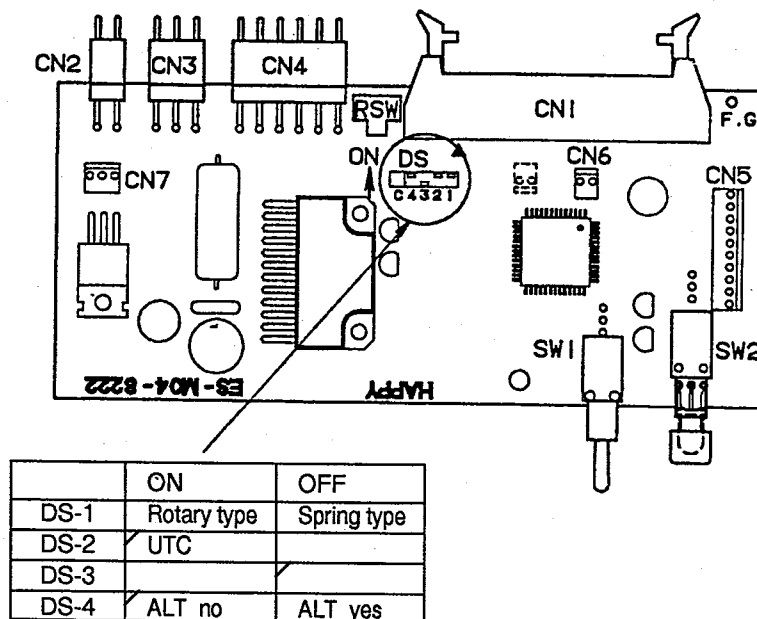 CN2
CN3
CN4
RSW
CN1
F.G
ON
DS
C4321
CN7
CN6
CN5
SW1
SW2
ES-M04-8222
HAPPY
ON OFF
DS-1 Rotary type Spring type
DS-2 UTC
DS-3
DS-4 ALT no ALT yes